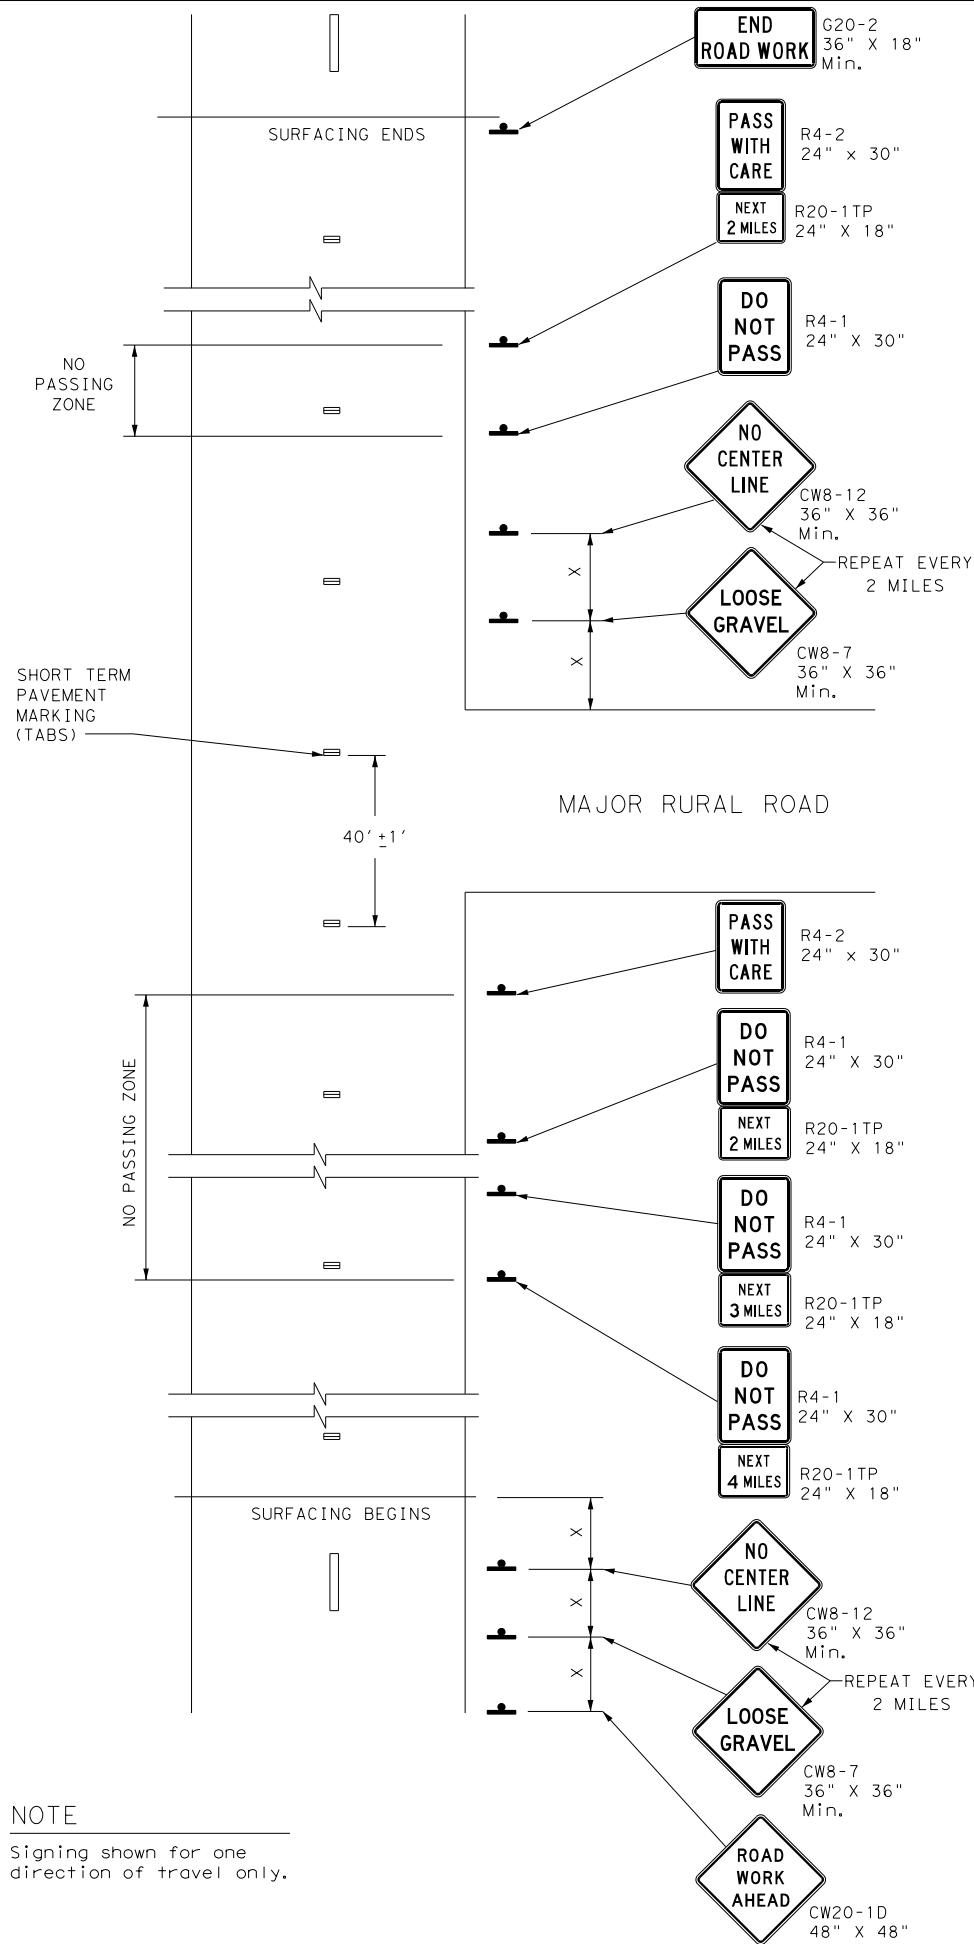 END
ROAD WORK
G20-2
36" X 18"
Min.
SURFACING ENDS
PASS
WITH
CARE
R4-2
24" x 30"
NEXT
2 MILES
R20-1TP
24" X 18"
DO
NOT
PASS
R4-1
24" X 30"
NO
PASSING
ZONE
NO
CENTER
LINE
CW8-12
36" X 36"
Min.
REPEAT EVERY
2 MILES
X
LOOSE
GRAVEL
CW8-7
36" X 36"
Min.
X
SHORT TERM
PAVEMENT
MARKING
(TABS)
40'±1'
MAJOR RURAL ROAD
PASS
WITH
CARE
R4-2
24" x 30"
DO
NOT
PASS
R4-1
24" X 30"
NEXT
2 MILES
R20-1TP
24" X 18"
NO PASSING ZONE
DO
NOT
PASS
R4-1
24" X 30"
NEXT
3 MILES
R20-1TP
24" X 18"
DO
NOT
PASS
R4-1
24" X 30"
NEXT
4 MILES
R20-1TP
24" X 18"
SURFACING BEGINS
X
NO
CENTER
LINE
CW8-12
36" X 36"
Min.
X
REPEAT EVERY
2 MILES
X
LOOSE
GRAVEL
CW8-7
36" X 36"
Min.
ROAD
WORK
AHEAD
CW20-1D
48" X 48"
NOTE
Signing shown for one
direction of travel only.